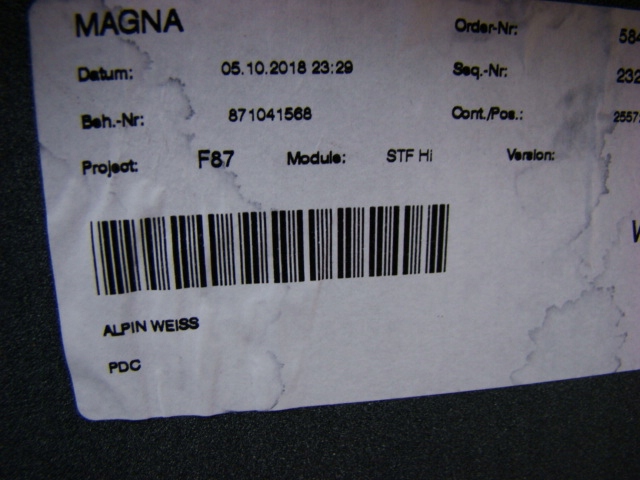 MAGNA Order-Nr: 584
Datum: 05.10.2018 23:29 Seq.-Nr: 232
Beh.-Nr: 871041568 Cont./Pos.: 2557
Project: F87 Module: STF Hi Version:
ALPIN WEISS
PDC